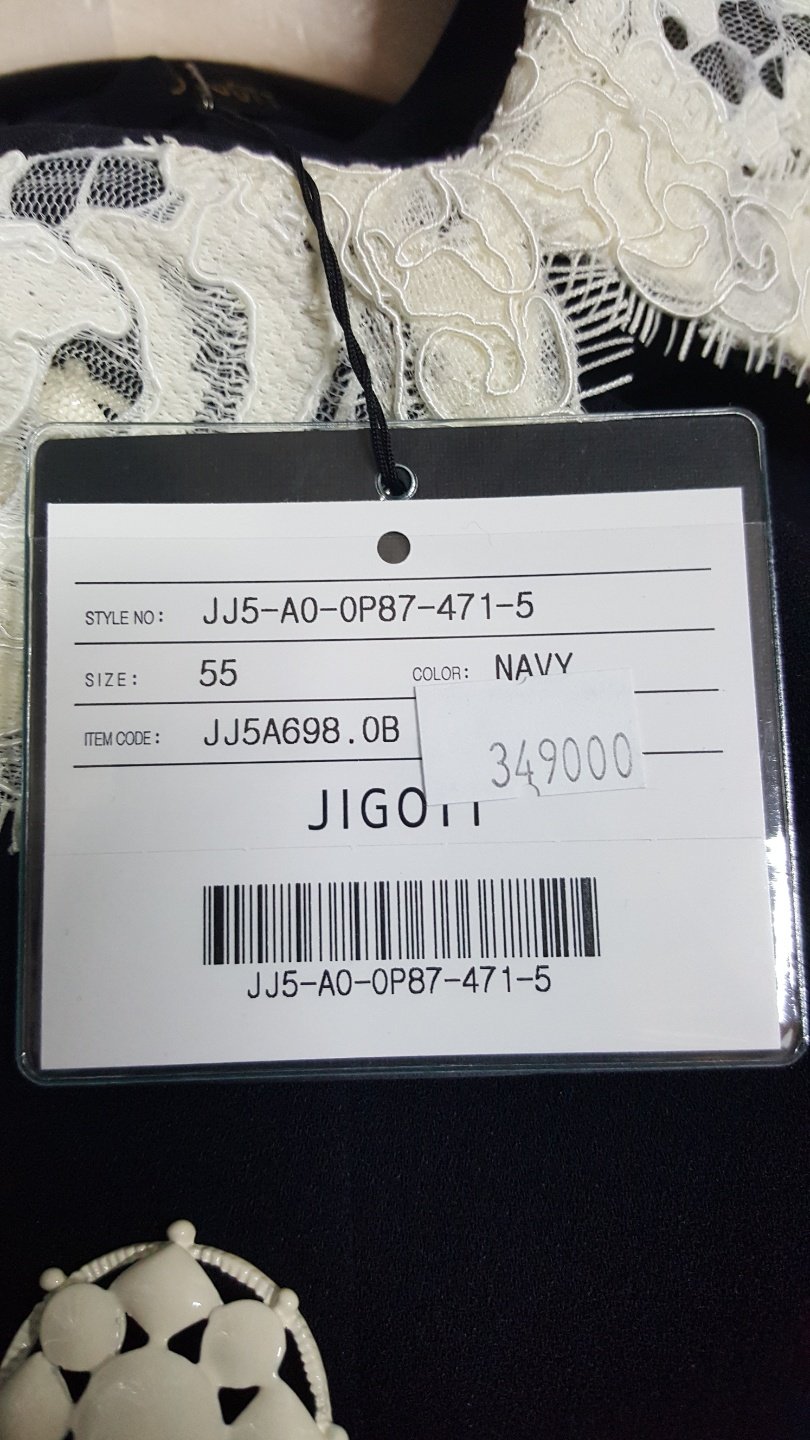 STYLE NO: JJ5-A0-0P87-471-5
SIZE: 55 COLOR: NAVY
ITEM CODE: JJ5A698.0B
349000
JIGOTT
JJ5-A0-0P87-471-5